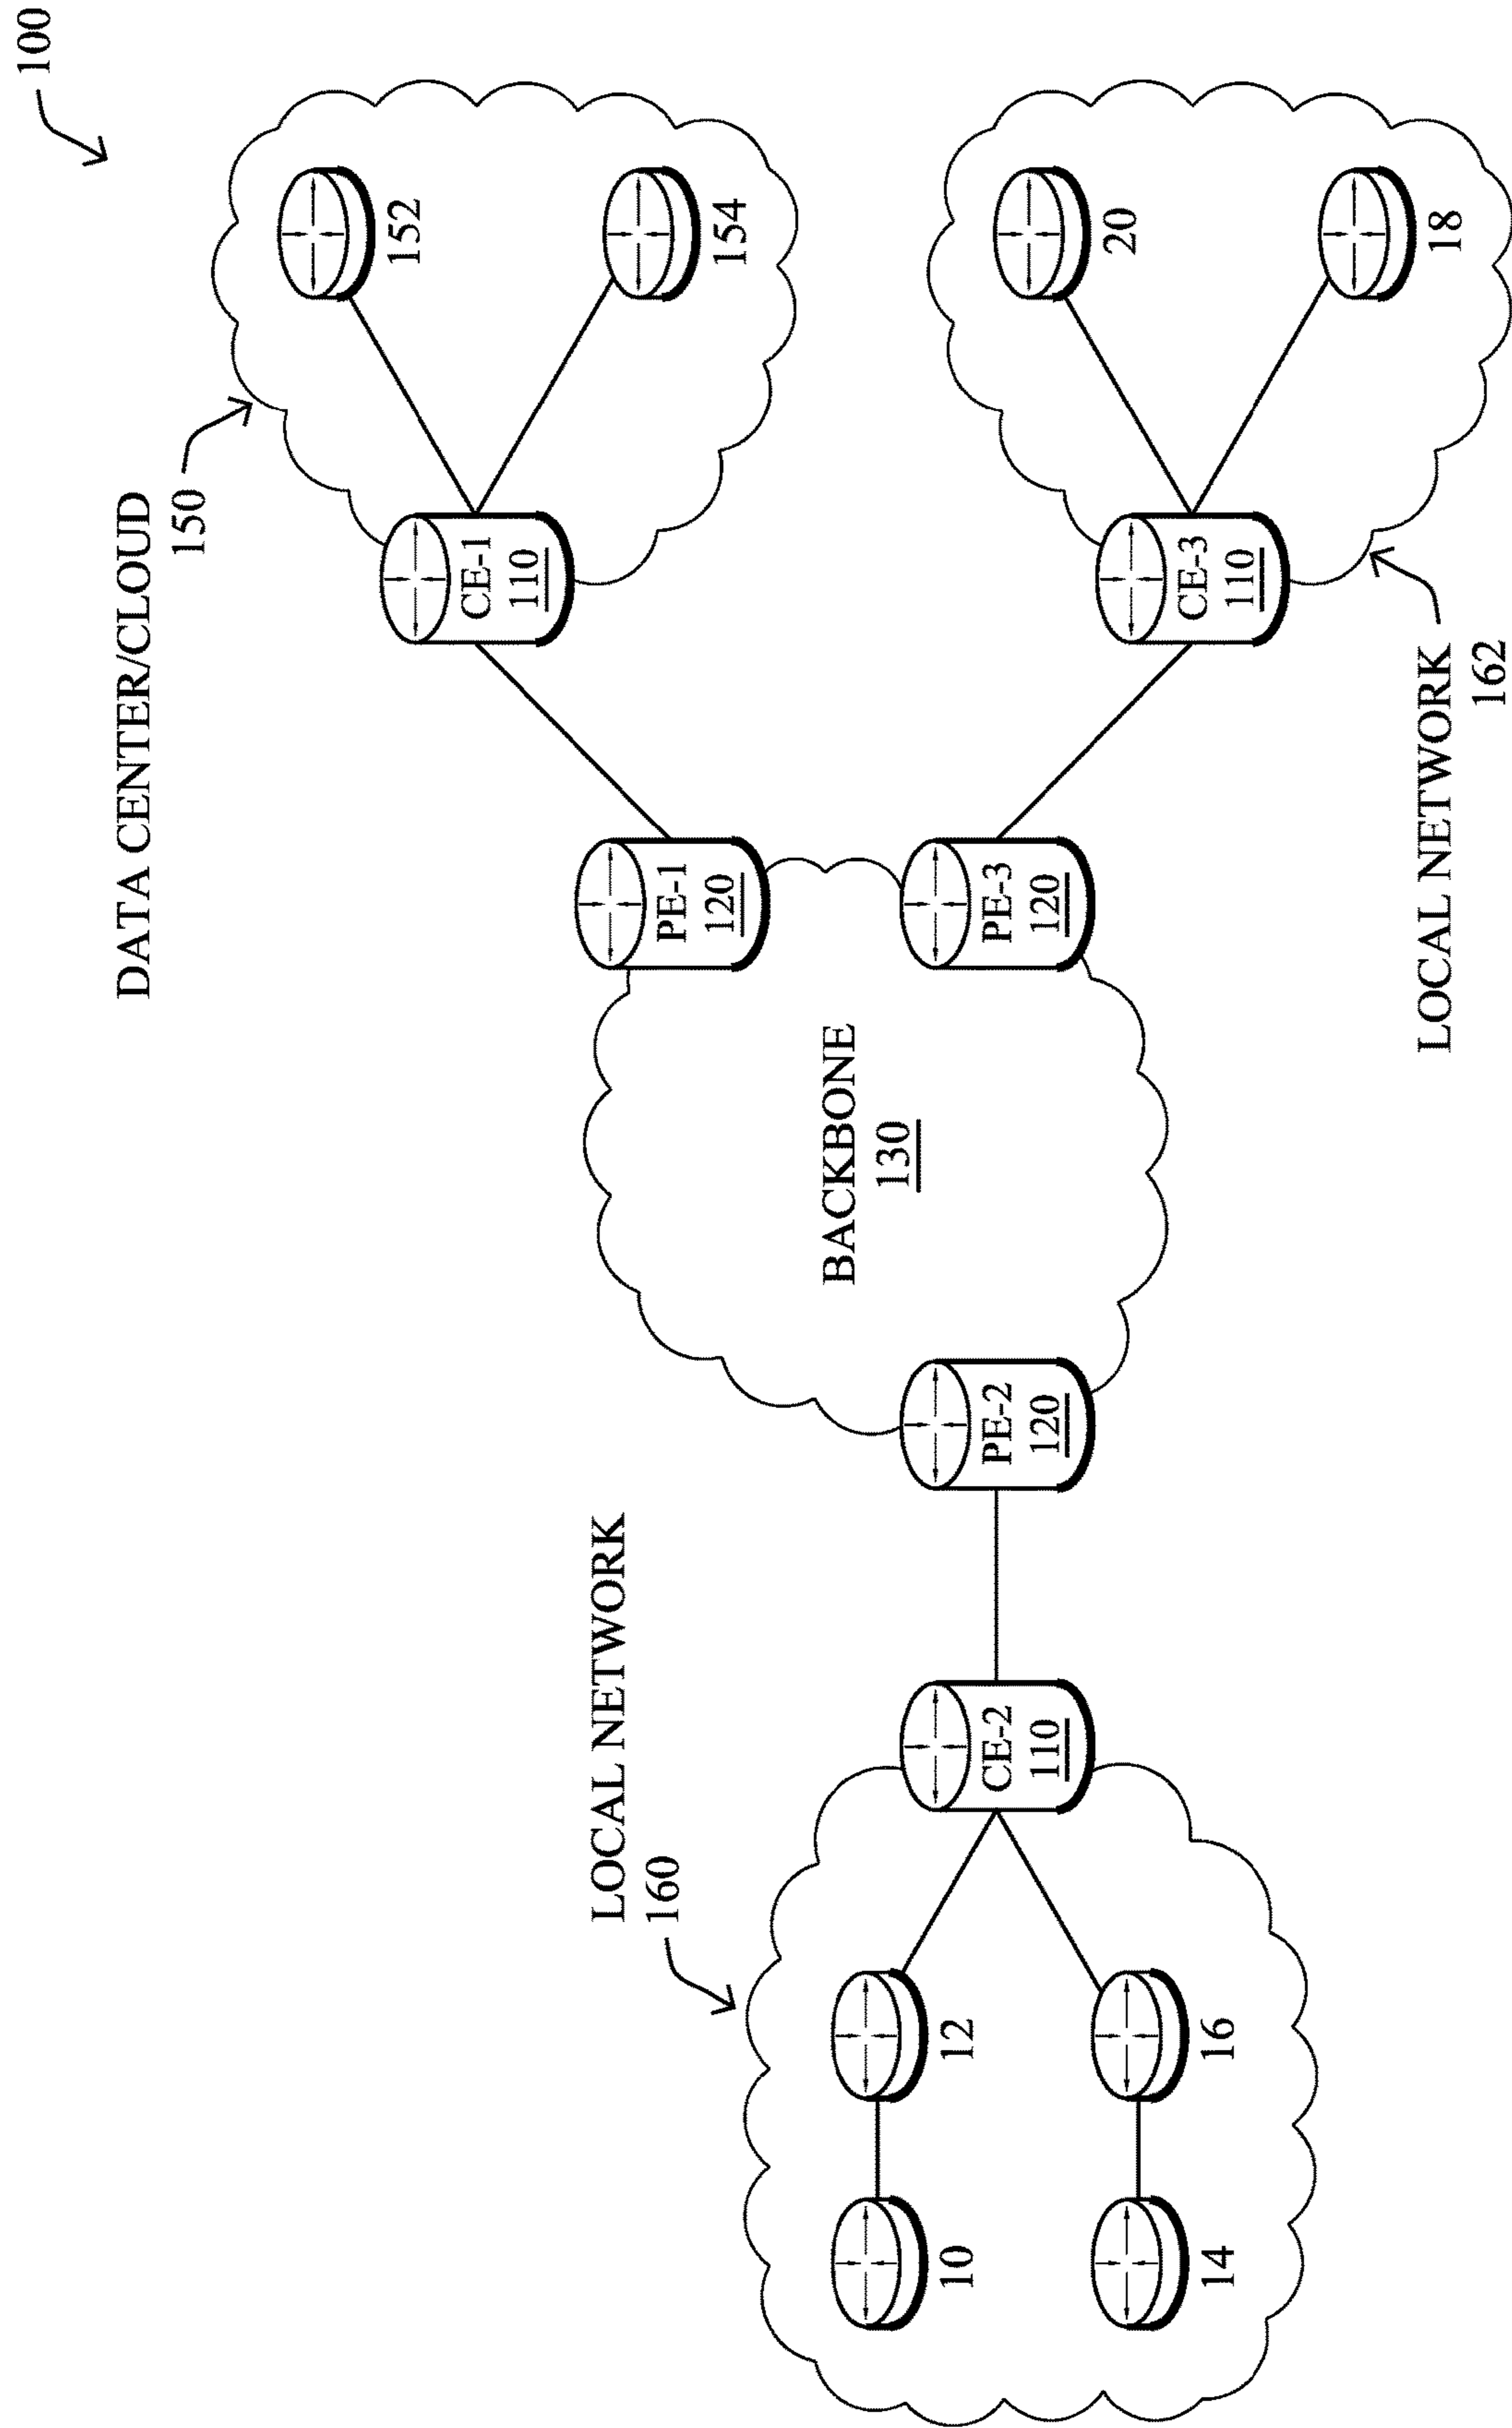 100
DATA CENTER/CLOUD
150
152
CE-1
110
LOCAL NETWORK
160
PE-1
120
154
BACKBONE
130
10
12
CE-2
110
PE-2
120
PE-3
120
20
CE-3
110
14
16
LOCAL NETWORK
162
18